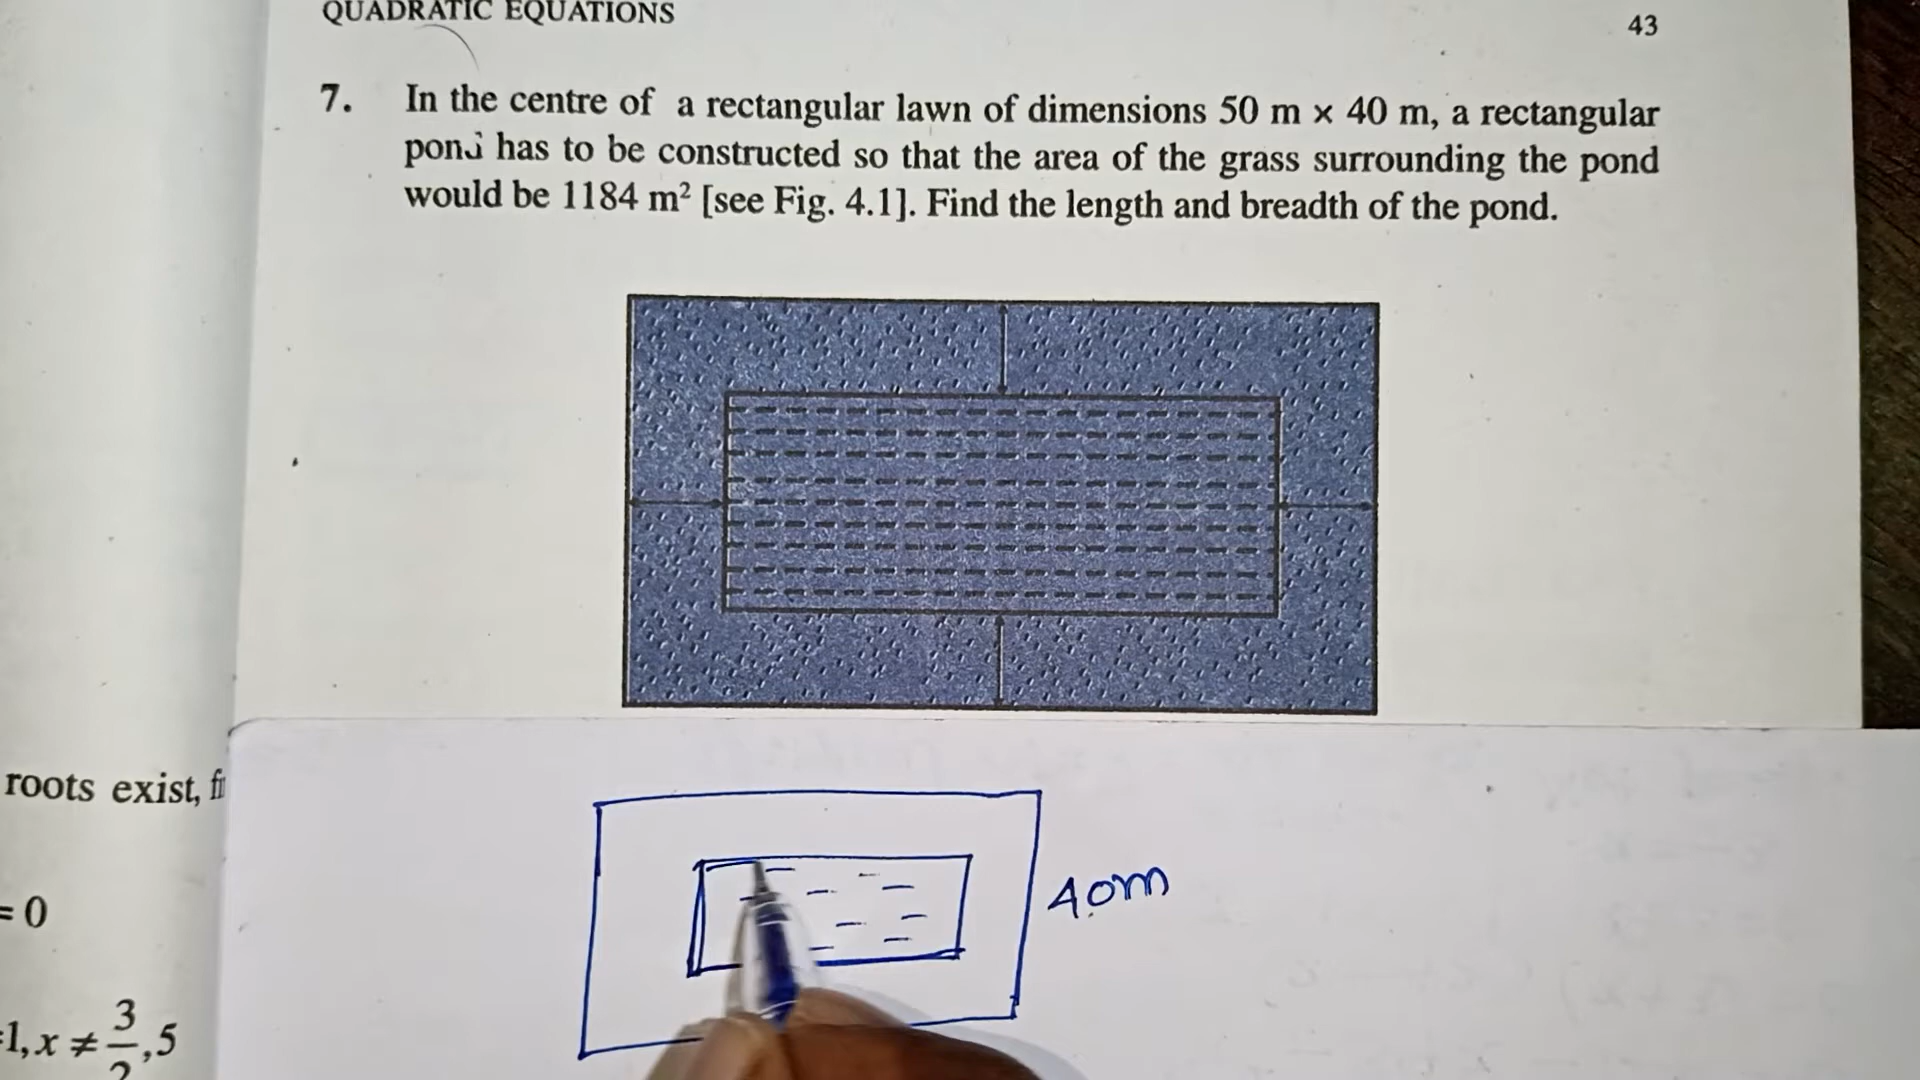 QUADRATIC EQUATIONS
43
7. In the centre of a rectangular lawn of dimensions 50 m × 40 m, a rectangular
pond has to be constructed so that the area of the grass surrounding the pond
would be 1184 m² [see Fig. 4.1]. Find the length and breadth of the pond.
roots exist,
40m
= 0
1, x ≠ 3/2, 5